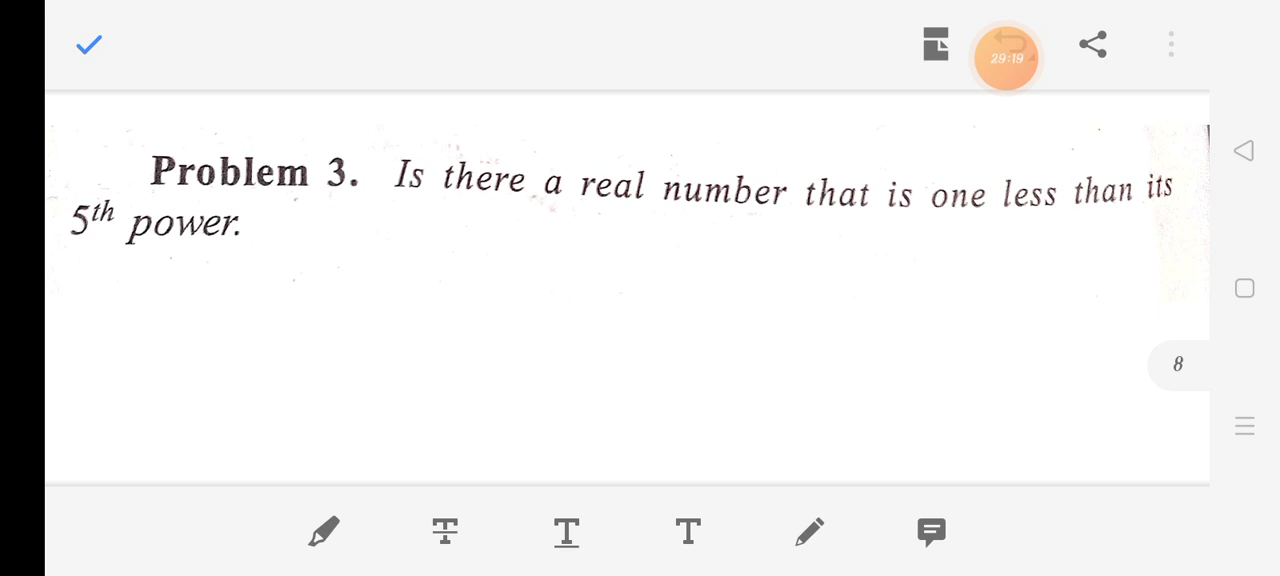 29:19
Problem 3. Is there a real number that is one less than its
5th power.
8